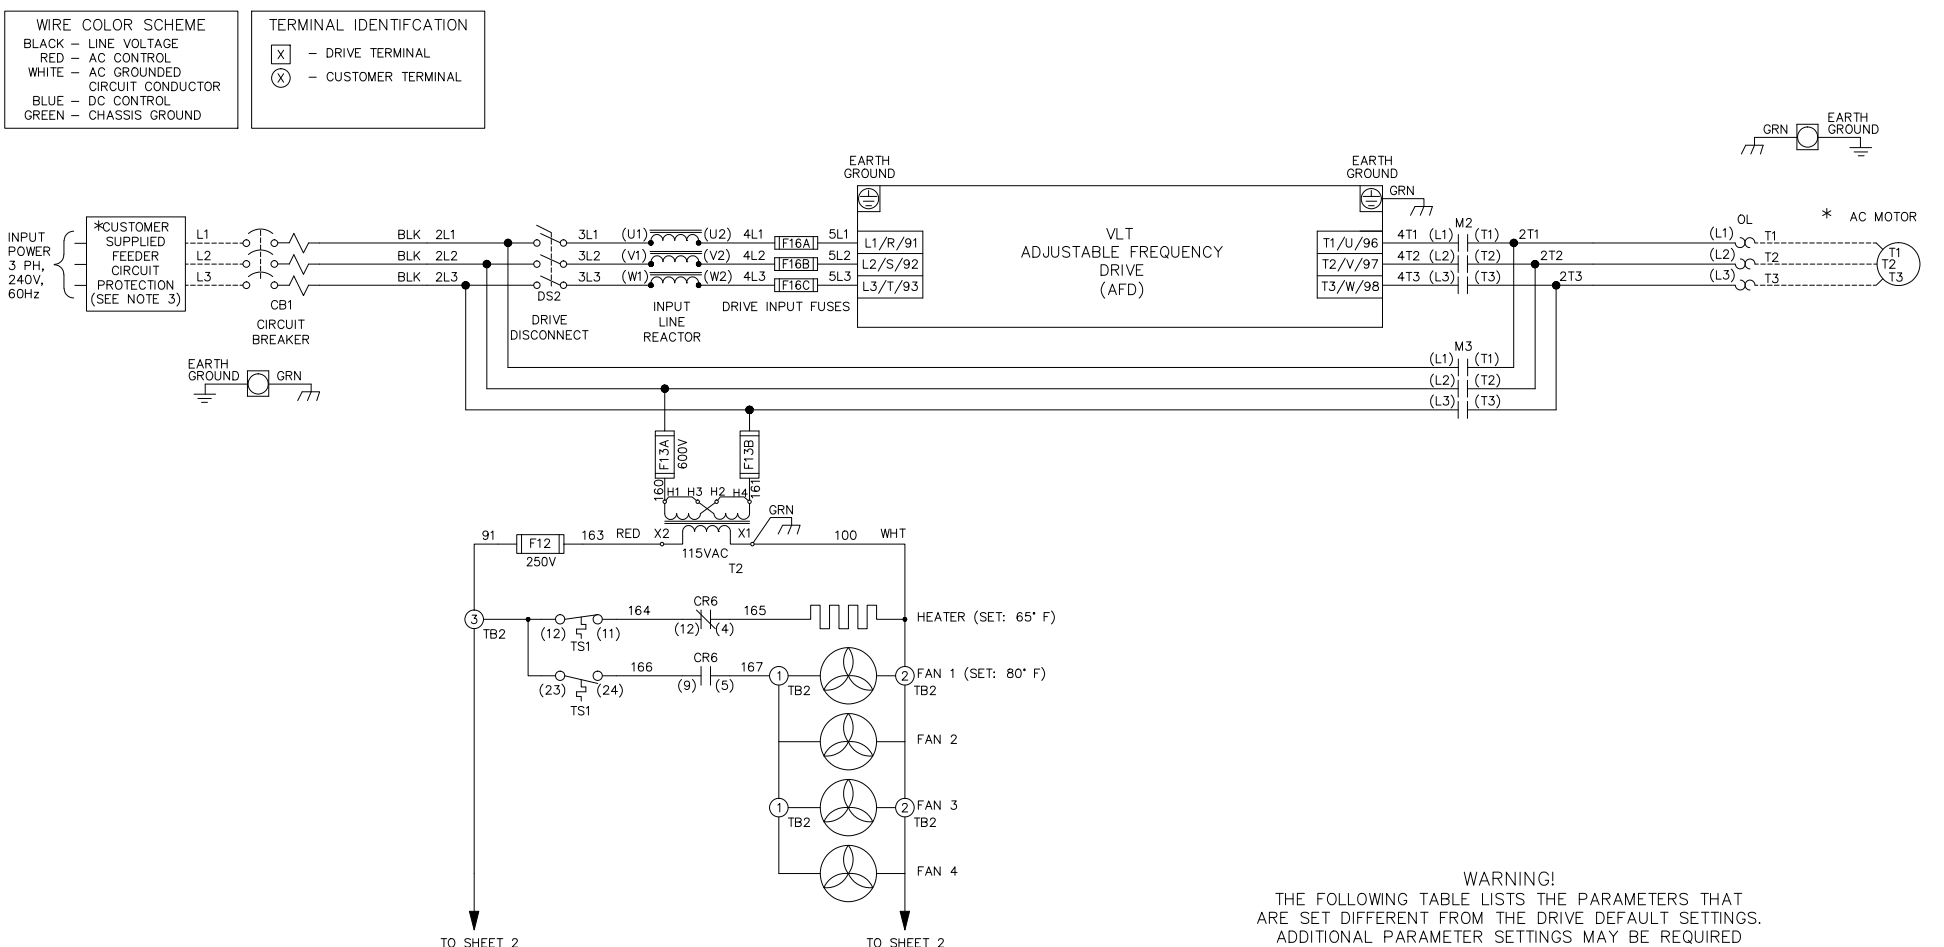 WIRE COLOR SCHEME
BLACK – LINE VOLTAGE
RED – AC CONTROL
WHITE – AC GROUNDED
CIRCUIT CONDUCTOR
BLUE – DC CONTROL
GREEN – CHASSIS GROUND
TERMINAL IDENTIFCATION
X – DRIVE TERMINAL
X – CUSTOMER TERMINAL
GRN
EARTH
GROUND
INPUT
POWER
3 PH,
240V,
60Hz
*CUSTOMER
SUPPLIED
FEEDER
CIRCUIT
PROTECTION
(SEE NOTE 3)
L1
L2
L3
CB1
CIRCUIT
BREAKER
BLK 2L1
BLK 2L2
BLK 2L3
DS2
DRIVE
DISCONNECT
3L1 (U1) (U2) 4L1 F16A 5L1
3L2 (V1) (V2) 4L2 F16B 5L2
3L3 (W1) (W2) 4L3 F16C 5L3
INPUT
LINE
REACTOR
DRIVE INPUT FUSES
EARTH
GROUND
L1/R/91
L2/S/92
L3/T/93
VLT
ADJUSTABLE FREQUENCY
DRIVE
(AFD)
EARTH
GROUND
GRN
T1/U/96
T2/V/97
T3/W/98
M2
4T1 (L1) (T1) 2T1
4T2 (L2) (T2) 2T2
4T3 (L3) (T3) 2T3
OL
(L1) T1
(L2) T2
(L3) T3
* AC MOTOR
T1
T2
T3
M3
(L1) (T1)
(L2) (T2)
(L3) (T3)
EARTH
GROUND
GRN
F13A
600V
F13B
160
161
H1 H3 H2 H4
GRN
91
F12
250V
163 RED X2
X1
115VAC
T2
100 WHT
3
TB2
(12) (11)
TS1
164
CR6
(12) (4)
165
HEATER (SET: 65° F)
(23) (24)
TS1
166
CR6
(9) (5)
167
1
TB2
2
TB2
FAN 1 (SET: 80° F)
FAN 2
1
TB2
2
TB2
FAN 3
FAN 4
TO SHEET 2
TO SHEET 2
WARNING!
THE FOLLOWING TABLE LISTS THE PARAMETERS THAT
ARE SET DIFFERENT FROM THE DRIVE DEFAULT SETTINGS.
ADDITIONAL PARAMETER SETTINGS MAY BE REQUIRED